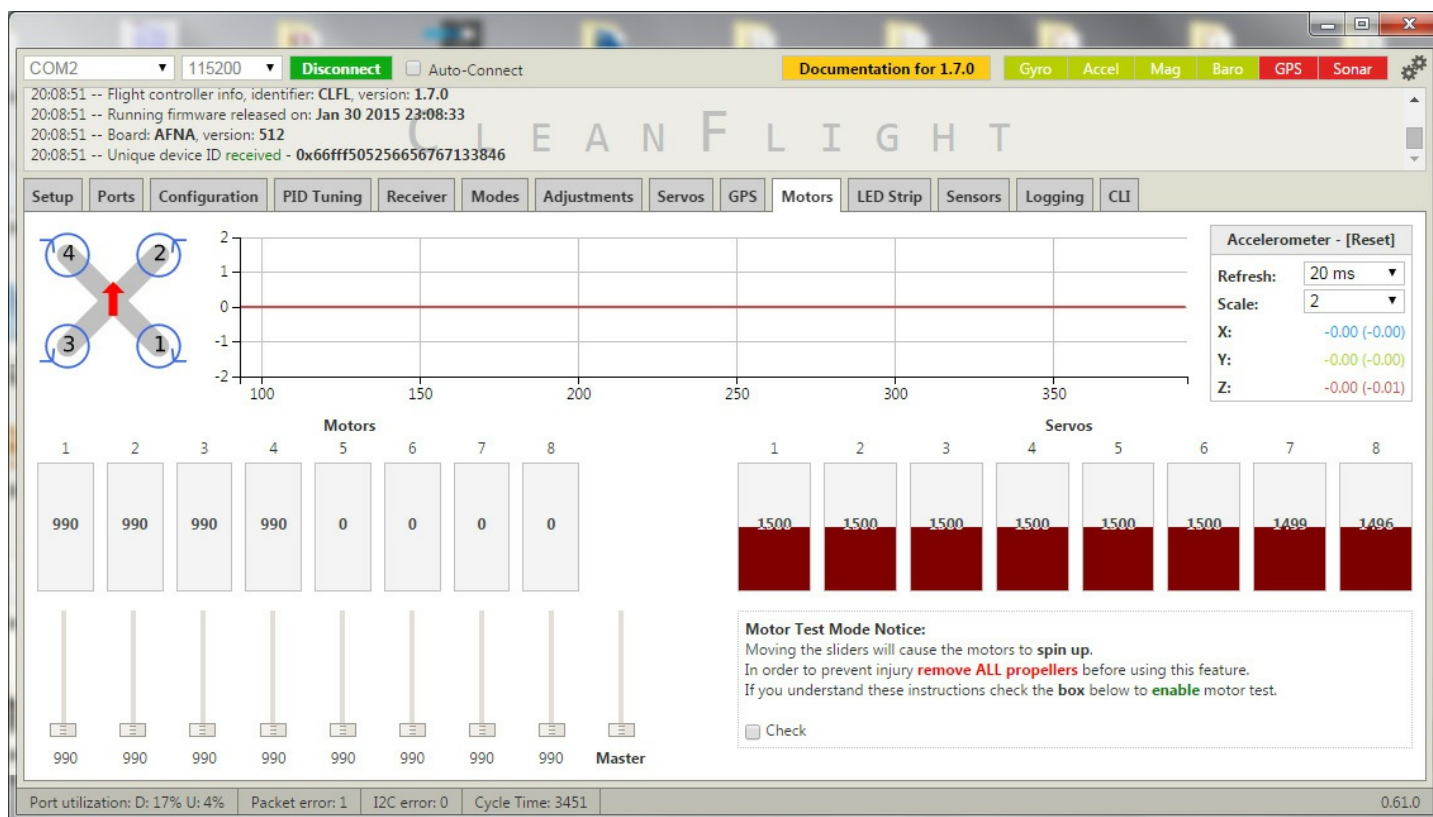 COM2 115200 Disconnect Auto-Connect Documentation for 1.7.0 Gyro Accel Mag Baro GPS Sonar
20:08:51 -- Flight controller info, identifier: CLFL, version: 1.7.0
20:08:51 -- Running firmware released on: Jan 30 2015 23:08:33
20:08:51 -- Board: AFNA, version: 512
20:08:51 -- Unique device ID received - 0x66fff505256656767133846
CLEANFLIGHT
Setup Ports Configuration PID Tuning Receiver Modes Adjustments Servos GPS Motors LED Strip Sensors Logging CLI
4 2
3 1
2
1
0
-1
-2
100 150 200 250 300 350
Accelerometer - [Reset]
Refresh: 20 ms
Scale: 2
X: -0.00 (-0.00)
Y: -0.00 (-0.00)
Z: -0.00 (-0.01)
Motors
1 2 3 4 5 6 7 8
990 990 990 990 0 0 0 0
990 990 990 990 990 990 990 990 Master
Servos
1 2 3 4 5 6 7 8
1500 1500 1500 1500 1500 1500 1499 1496
Motor Test Mode Notice:
Moving the sliders will cause the motors to spin up.
In order to prevent injury remove ALL propellers before using this feature.
If you understand these instructions check the box below to enable motor test.
Check
Port utilization: D: 17% U: 4% Packet error: 1 I2C error: 0 Cycle Time: 3451 0.61.0